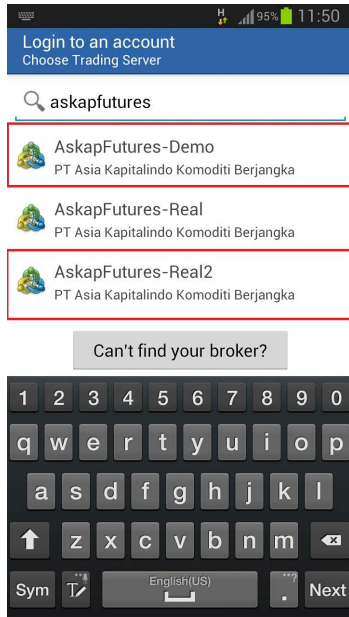 H 95% 11:50
Login to an account
Choose Trading Server
askapfutures
AskapFutures-Demo
PT Asia Kapitalindo Komoditi Berjangka
AskapFutures-Real
PT Asia Kapitalindo Komoditi Berjangka
AskapFutures-Real2
PT Asia Kapitalindo Komoditi Berjangka
Can't find your broker?
1 2 3 4 5 6 7 8 9 0
q w e r t y u i o p
a s d f g h j k l
z x c v b n m
Sym T English(US) . ...? Next